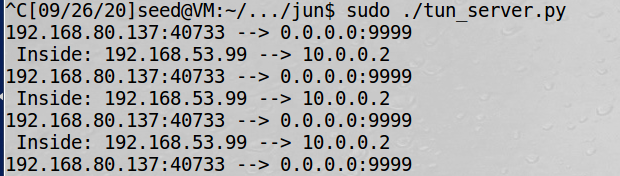 ^C[09/26/20]seed@VM:~/.../jun$ sudo ./tun_server.py
192.168.80.137:40733 --> 0.0.0.0:9999
 Inside: 192.168.53.99 --> 10.0.0.2
192.168.80.137:40733 --> 0.0.0.0:9999
 Inside: 192.168.53.99 --> 10.0.0.2
192.168.80.137:40733 --> 0.0.0.0:9999
 Inside: 192.168.53.99 --> 10.0.0.2
192.168.80.137:40733 --> 0.0.0.0:9999